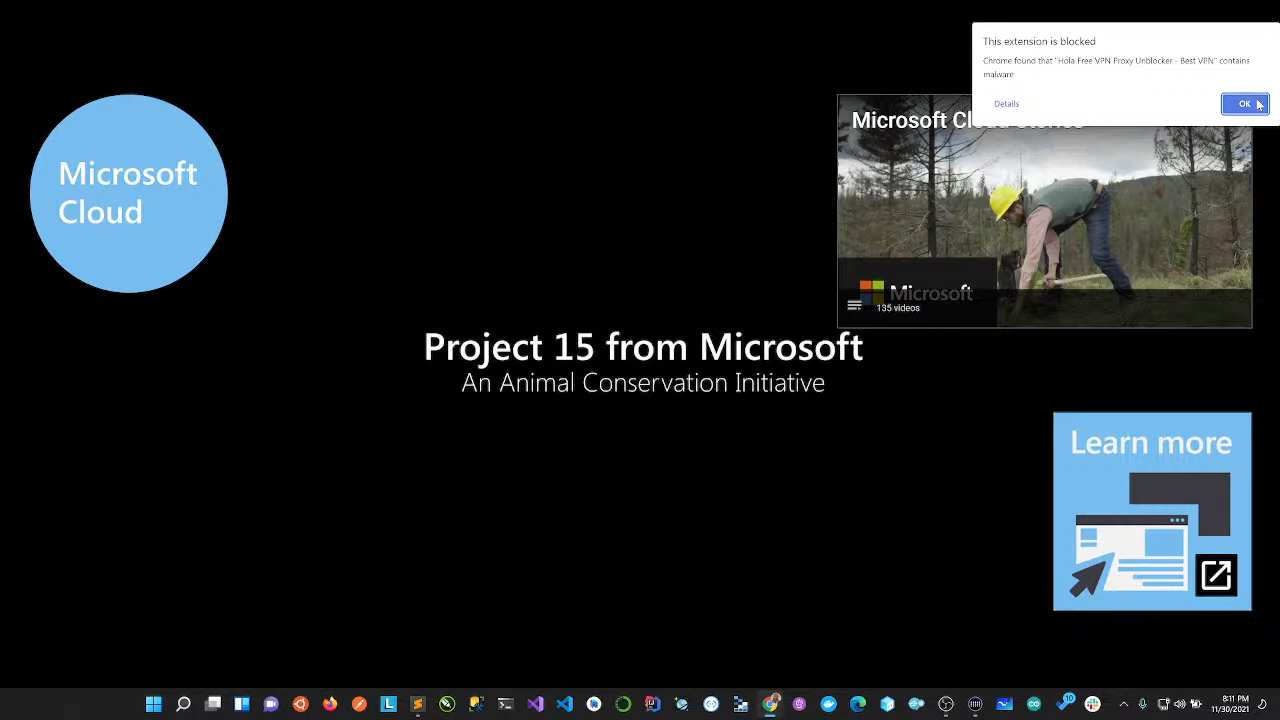 This extension is blocked
Chrome found that "Hola Free VPN Proxy Unblocker - Best VPN" contains
malware
Details
OK
Microsoft
Cloud
Microsoft
135 videos
Project 15 from Microsoft
An Animal Conservation Initiative
Learn more
10
8:11 PM
11/30/2021